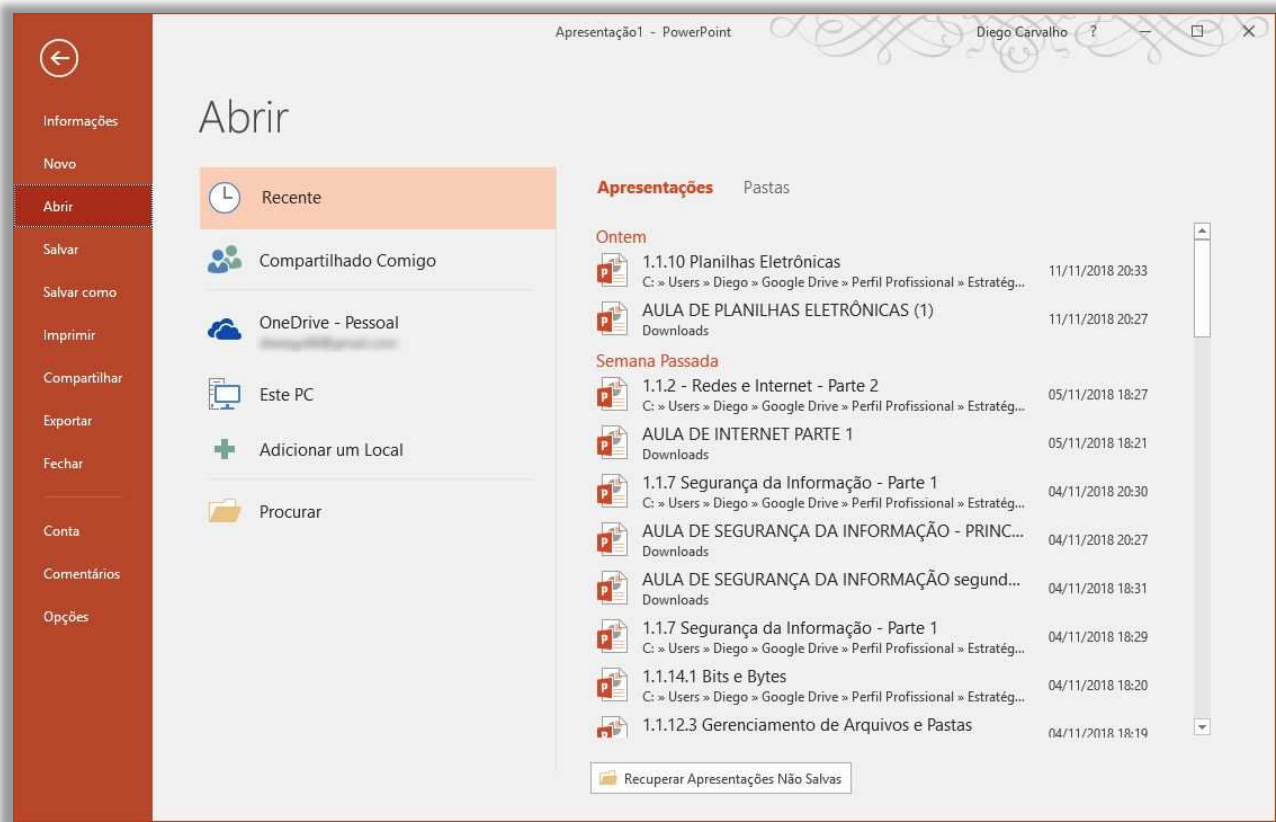 Apresentação1 - PowerPoint
Diego Carvalho ?
Informações
Novo
Abrir
Salvar
Salvar como
Imprimir
Compartilhar
Exportar
Fechar
Conta
Comentários
Opções
Abrir
Recente
Compartilhado Comigo
OneDrive - Pessoal
Este PC
Adicionar um Local
Procurar
Apresentações Pastas
Ontem
1.1.10 Planilhas Eletrônicas
C: » Users » Diego » Google Drive » Perfil Profissional » Estratég... 11/11/2018 20:33
AULA DE PLANILHAS ELETRÔNICAS (1)
Downloads 11/11/2018 20:27
Semana Passada
1.1.2 - Redes e Internet - Parte 2
C: » Users » Diego » Google Drive » Perfil Profissional » Estratég... 05/11/2018 18:27
AULA DE INTERNET PARTE 1
Downloads 05/11/2018 18:21
1.1.7 Segurança da Informação - Parte 1
C: » Users » Diego » Google Drive » Perfil Profissional » Estratég... 04/11/2018 20:30
AULA DE SEGURANÇA DA INFORMAÇÃO - PRINC...
Downloads 04/11/2018 20:27
AULA DE SEGURANÇA DA INFORMAÇÃO segund...
Downloads 04/11/2018 18:31
1.1.7 Segurança da Informação - Parte 1
C: » Users » Diego » Google Drive » Perfil Profissional » Estratég... 04/11/2018 18:29
1.1.14.1 Bits e Bytes
C: » Users » Diego » Google Drive » Perfil Profissional » Estratég... 04/11/2018 18:20
1.1.12.3 Gerenciamento de Arquivos e Pastas
04/11/2018 18:19
Recuperar Apresentações Não Salvas